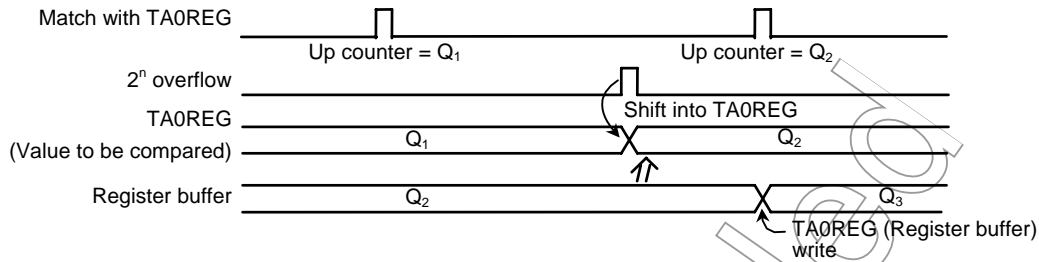 Match with TA0REG
Up counter = Q₁
Up counter = Q₂
2ⁿ overflow
Shift into TA0REG
TA0REG
(Value to be compared)
Q₁
Q₂
Register buffer
Q₂
Q₃
TA0REG (Register buffer)
write